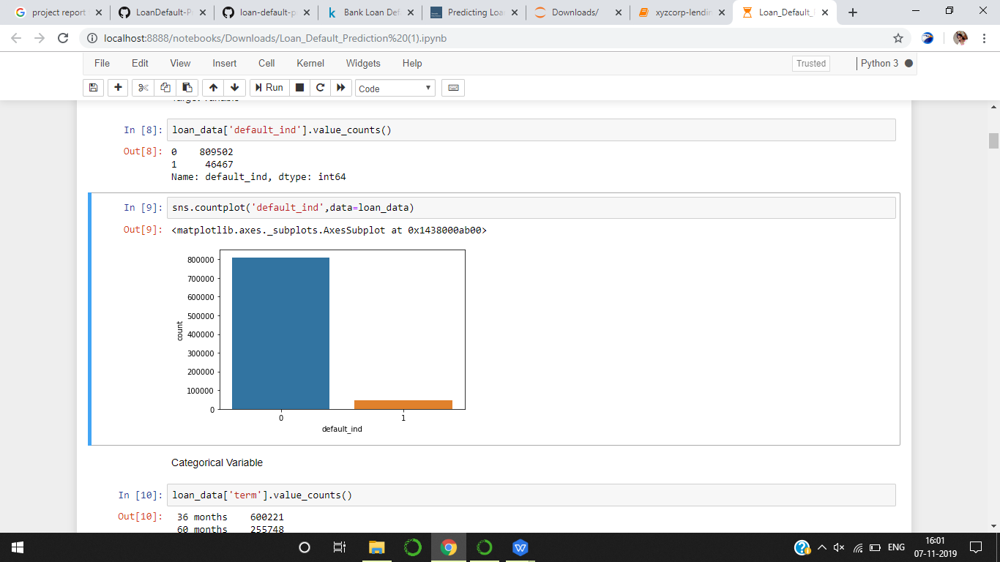 project report
LoanDefault-Pr
loan-default-p
Bank Loan Def
Predicting Loa
Downloads/
xyzcorp-lendin
Loan_Default_
localhost:8888/notebooks/Downloads/Loan_Default_Prediction%20(1).ipynb
File Edit View Insert Cell Kernel Widgets Help Trusted Python 3
Run Code
Target Variable
In [8]: loan_data['default_ind'].value_counts()
Out[8]: 0 809502
1 46467
Name: default_ind, dtype: int64
In [9]: sns.countplot('default_ind',data=loan_data)
Out[9]: <matplotlib.axes._subplots.AxesSubplot at 0x1438000ab00>
800000
700000
600000
500000
400000
300000
200000
100000
0
count
0 1
default_ind
Categorical Variable
In [10]: loan_data['term'].value_counts()
Out[10]: 36 months 600221
60 months 255748
ENG
16:01
07-11-2019